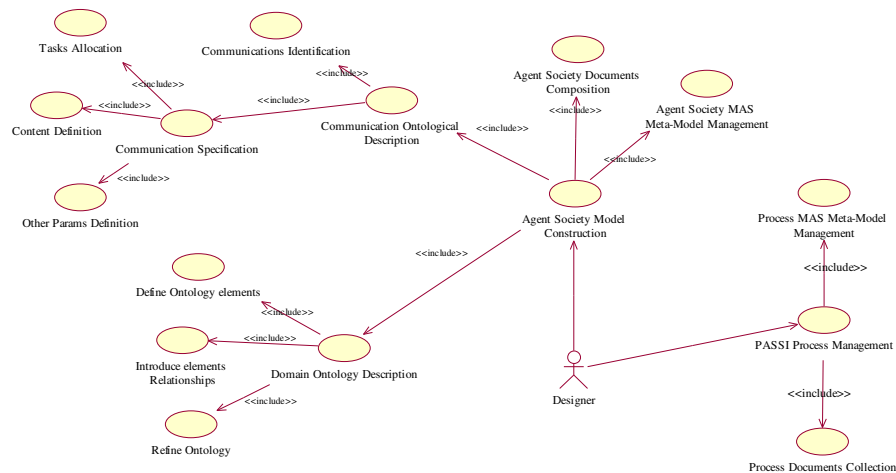 Tasks Allocation
Communications Identification
<<include>>
<<include>>
Agent Society Documents
Composition
Agent Society MAS
Meta-Model Management
<<include>>
<<include>>
Content Definition
Communication Specification
Communication Ontological
Description
<<include>>
<<include>>
<<include>>
<<include>>
Other Params Definition
Agent Society Model
Construction
Process MAS Meta-Model
Management
<<include>>
<<include>>
Define Ontology elements
<<include>>
<<include>>
Introduce elements
Relationships
Domain Ontology Description
PASSI Process Management
<<include>>
Designer
<<include>>
Refine Ontology
Process Documents Collection